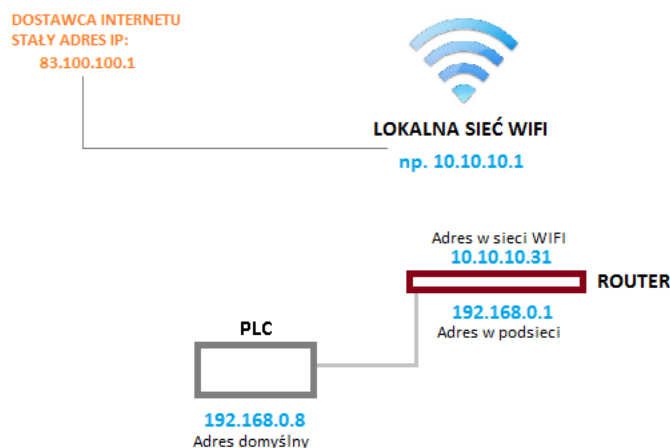 DOSTAWCA INTERNETU
STAŁY ADRES IP:
83.100.100.1
LOKALNA SIEĆ WIFI
np. 10.10.10.1
Adres w sieci WIFI
10.10.10.31
ROUTER
192.168.0.1
Adres w podsieci
PLC
192.168.0.8
Adres domyślny